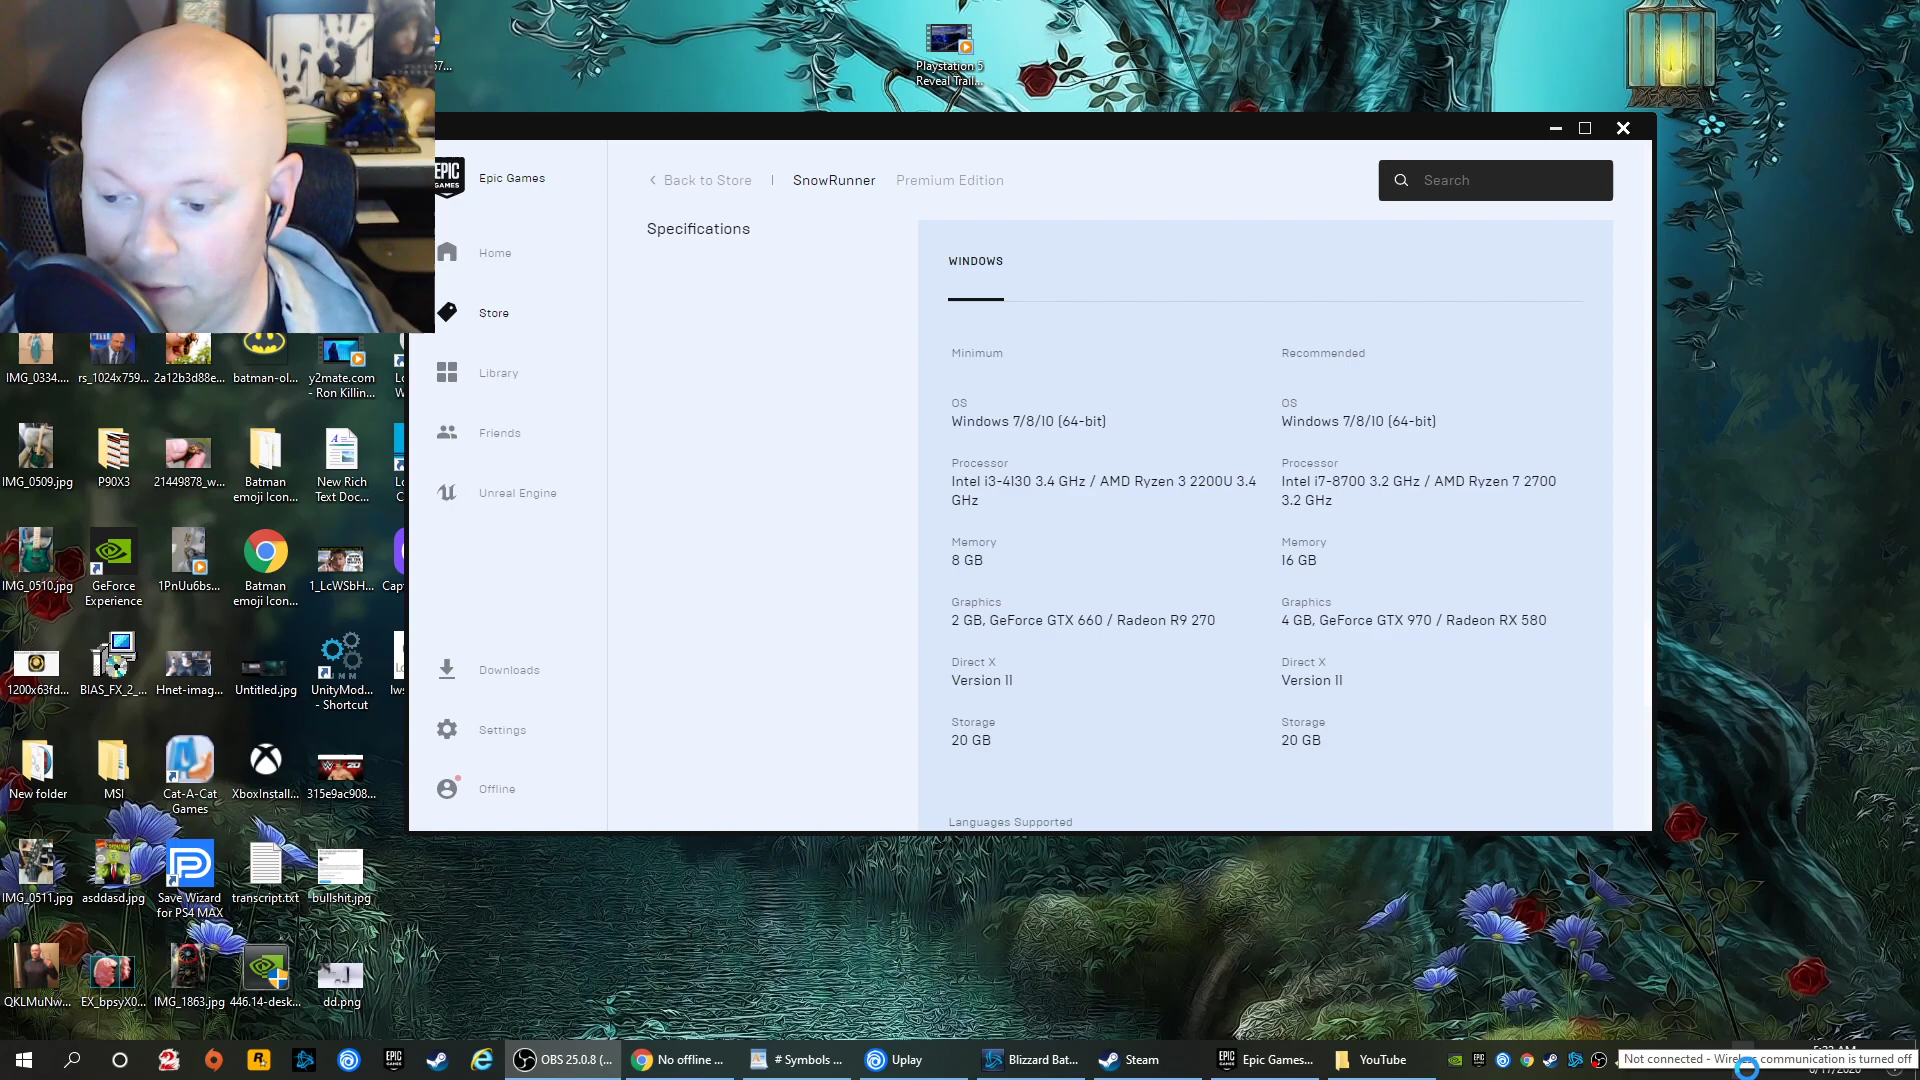 67...
Playstation 5
Reveal Trail...
EPIC
GAMES
Epic Games
Back to Store
SnowRunner
Premium Edition
Search
Specifications
Home
Store
Library
Friends
Unreal Engine
Downloads
Settings
Offline
WINDOWS
Minimum
Recommended
OS
Windows 7/8/10 (64-bit)
OS
Windows 7/8/10 (64-bit)
Processor
Intel i3-4130 3.4 GHz / AMD Ryzen 3 2200U 3.4
GHz
Processor
Intel i7-8700 3.2 GHz / AMD Ryzen 7 2700
3.2 GHz
Memory
8 GB
Memory
16 GB
Graphics
2 GB, GeForce GTX 660 / Radeon R9 270
Graphics
4 GB, GeForce GTX 970 / Radeon RX 580
Direct X
Version 11
Direct X
Version 11
Storage
20 GB
Storage
20 GB
Languages Supported
IMG_0334....
rs_1024x759...
2a12b3d88e...
batman-ol...
y2mate.com
- Ron Killin...
IMG_0509.jpg
P90X3
21449878_w...
Batman
emoji Icon...
New Rich
Text Doc...
IMG_0510.jpg
GeForce
Experience
1PnUu6bs...
Batman
emoji Icon...
1_LcWSbH...
Capt
1200x63fd...
BIAS_FX_2_...
Hnet-imag...
Untitled.jpg
UnityMod...
- Shortcut
lws
New folder
MSI
Cat-A-Cat
Games
XboxInstall...
315e9ac908...
IMG_0511.jpg
asddasd.jpg
Save Wizard
for PS4 MAX
transcript.txt
bullshit.jpg
QKLMuNw...
EX_bpsyX0...
IMG_1863.jpg
446.14-desk...
dd.png
OBS 25.0.8 (...
No offline ...
# Symbols ...
Uplay
Blizzard Bat...
Steam
Epic Games...
YouTube
Not connected - Wireless communication is turned off
6/17/2020